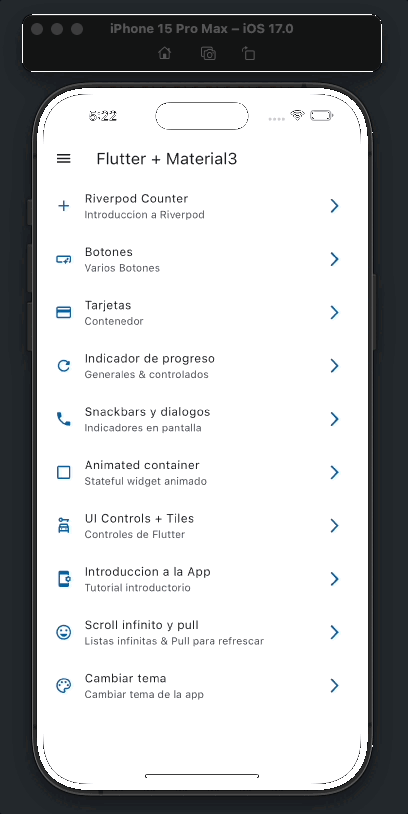 iPhone 15 Pro Max – iOS 17.0
5:22
Flutter + Material3
Riverpod Counter
Introduccion a Riverpod
Botones
Varios Botones
Tarjetas
Contenedor
Indicador de progreso
Generales & controlados
Snackbars y dialogos
Indicadores en pantalla
Animated container
Stateful widget animado
UI Controls + Tiles
Controles de Flutter
Introduccion a la App
Tutorial introductorio
Scroll infinito y pull
Listas infinitas & Pull para refrescar
Cambiar tema
Cambiar tema de la app